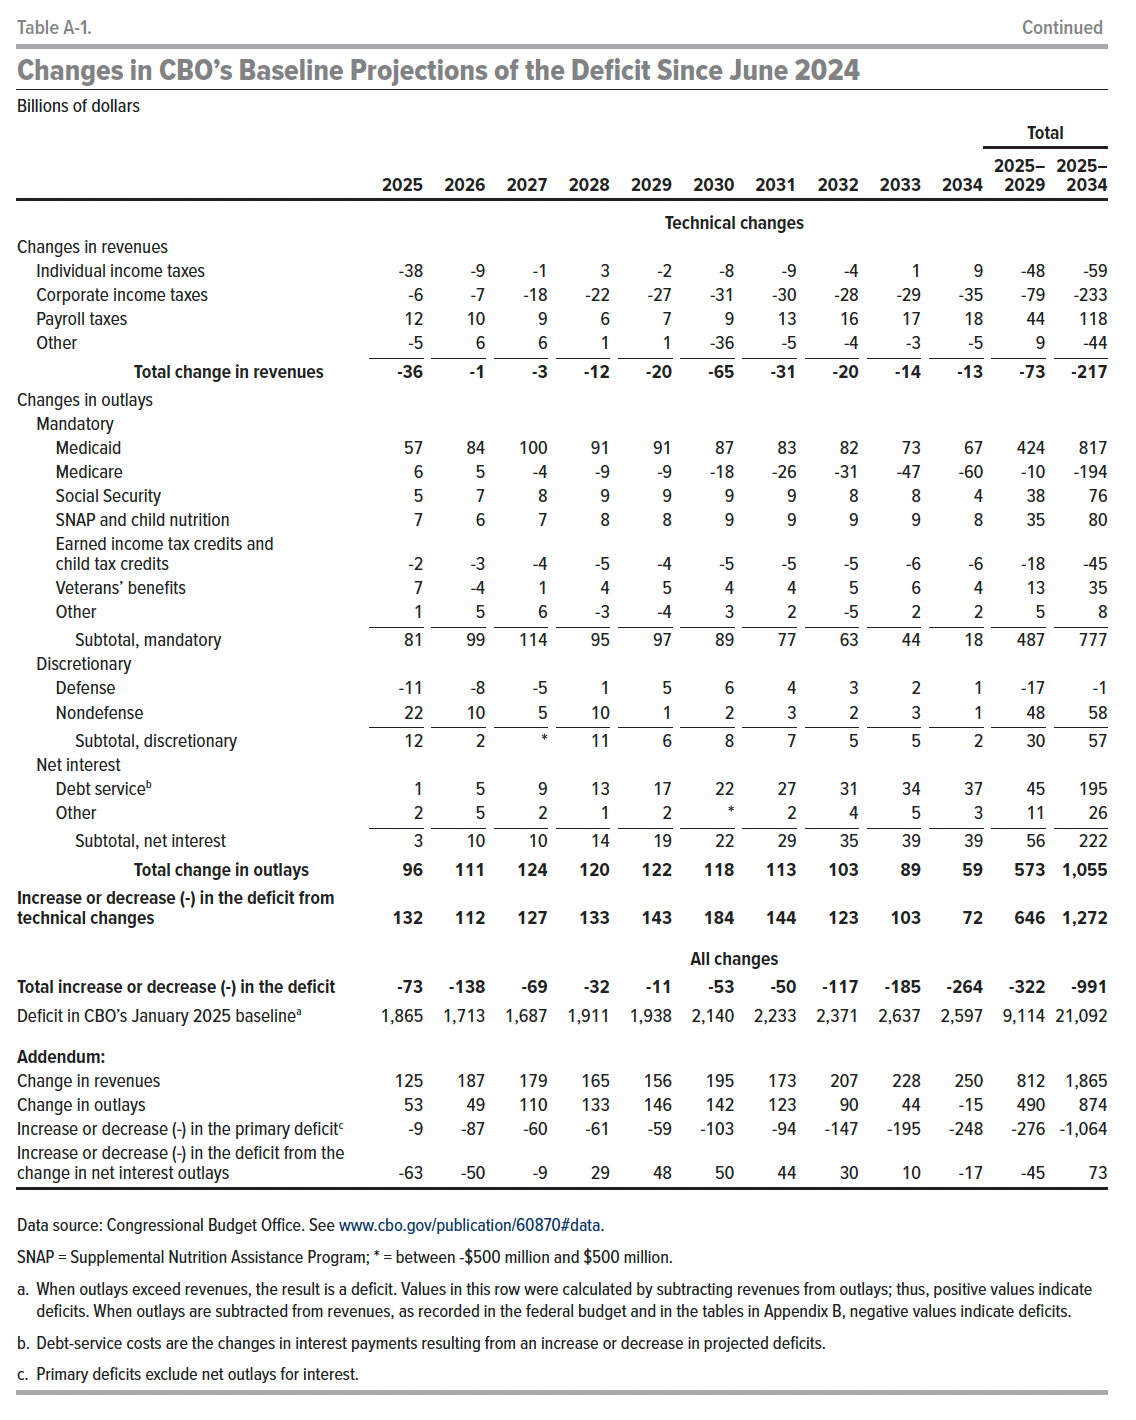 Table A-1. Continued
Changes in CBO's Baseline Projections of the Deficit Since June 2024
Billions of dollars
Total
2025– 2025–
2025 2026 2027 2028 2029 2030 2031 2032 2033 2034 2029 2034
Technical changes
Changes in revenues
Individual income taxes -38 -9 -1 3 -2 -8 -9 -4 1 9 -48 -59
Corporate income taxes -6 -7 -18 -22 -27 -31 -30 -28 -29 -35 -79 -233
Payroll taxes 12 10 9 6 7 9 13 16 17 18 44 118
Other -5 6 6 1 1 -36 -5 -4 -3 -5 9 -44
Total change in revenues -36 -1 -3 -12 -20 -65 -31 -20 -14 -13 -73 -217
Changes in outlays
Mandatory
Medicaid 57 84 100 91 91 87 83 82 73 67 424 817
Medicare 6 5 -4 -9 -9 -18 -26 -31 -47 -60 -10 -194
Social Security 5 7 8 9 9 9 9 8 8 4 38 76
SNAP and child nutrition 7 6 7 8 8 9 9 9 9 8 35 80
Earned income tax credits and
child tax credits -2 -3 -4 -5 -4 -5 -5 -5 -6 -6 -18 -45
Veterans' benefits 7 -4 1 4 5 4 4 5 6 4 13 35
Other 1 5 6 -3 -4 3 2 -5 2 2 5 8
Subtotal, mandatory 81 99 114 95 97 89 77 63 44 18 487 777
Discretionary
Defense -11 -8 -5 1 5 6 4 3 2 1 -17 -1
Nondefense 22 10 5 10 1 2 3 2 3 1 48 58
Subtotal, discretionary 12 2 * 11 6 8 7 5 5 2 30 57
Net interest
Debt serviceᵇ 1 5 9 13 17 22 27 31 34 37 45 195
Other 2 5 2 1 2 * 2 4 5 3 11 26
Subtotal, net interest 3 10 10 14 19 22 29 35 39 39 56 222
Total change in outlays 96 111 124 120 122 118 113 103 89 59 573 1,055
Increase or decrease (-) in the deficit from
technical changes 132 112 127 133 143 184 144 123 103 72 646 1,272
All changes
Total increase or decrease (-) in the deficit -73 -138 -69 -32 -11 -53 -50 -117 -185 -264 -322 -991
Deficit in CBO's January 2025 baselineᵃ 1,865 1,713 1,687 1,911 1,938 2,140 2,233 2,371 2,637 2,597 9,114 21,092
Addendum:
Change in revenues 125 187 179 165 156 195 173 207 228 250 812 1,865
Change in outlays 53 49 110 133 146 142 123 90 44 -15 490 874
Increase or decrease (-) in the primary deficitᶜ -9 -87 -60 -61 -59 -103 -94 -147 -195 -248 -276 -1,064
Increase or decrease (-) in the deficit from the
change in net interest outlays -63 -50 -9 29 48 50 44 30 10 -17 -45 73
Data source: Congressional Budget Office. See www.cbo.gov/publication/60870#data.
SNAP = Supplemental Nutrition Assistance Program; * = between -$500 million and $500 million.
a. When outlays exceed revenues, the result is a deficit. Values in this row were calculated by subtracting revenues from outlays; thus, positive values indicate
deficits. When outlays are subtracted from revenues, as recorded in the federal budget and in the tables in Appendix B, negative values indicate deficits.
b. Debt-service costs are the changes in interest payments resulting from an increase or decrease in projected deficits.
c. Primary deficits exclude net outlays for interest.